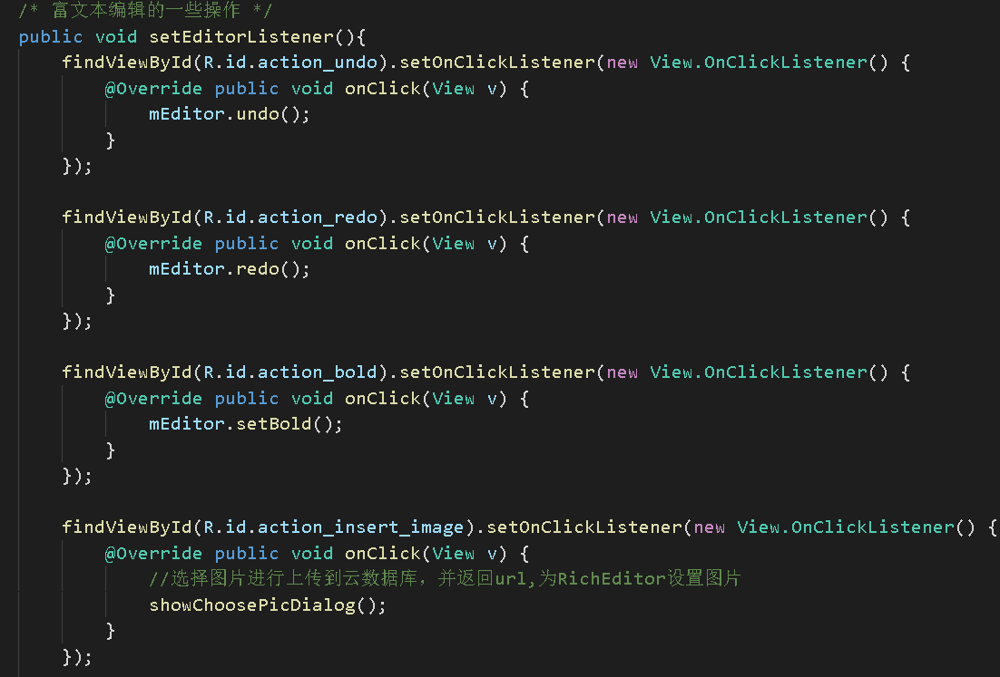 /* 富文本编辑的一些操作 */
public void setEditorListener(){
findViewById(R.id.action_undo).setOnClickListener(new View.OnClickListener() {
@Override public void onClick(View v) {
mEditor.undo();
}
});
findViewById(R.id.action_redo).setOnClickListener(new View.OnClickListener() {
@Override public void onClick(View v) {
mEditor.redo();
}
});
findViewById(R.id.action_bold).setOnClickListener(new View.OnClickListener() {
@Override public void onClick(View v) {
mEditor.setBold();
}
});
findViewById(R.id.action_insert_image).setOnClickListener(new View.OnClickListener() {
@Override public void onClick(View v) {
//选择图片进行上传到云数据库，并返回url,为RichEditor设置图片
showChoosePicDialog();
}
});